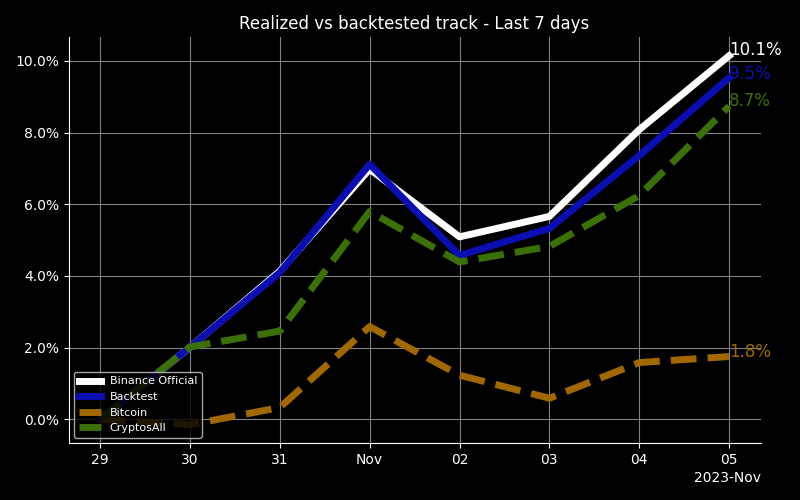 Realized vs backtested track - Last 7 days
10.0%
8.0%
6.0%
4.0%
2.0%
0.0%
10.1%
9.5%
8.7%
1.8%
Binance Official
Backtest
Bitcoin
CryptosAll
29 30 31 Nov 02 03 04 05
2023-Nov